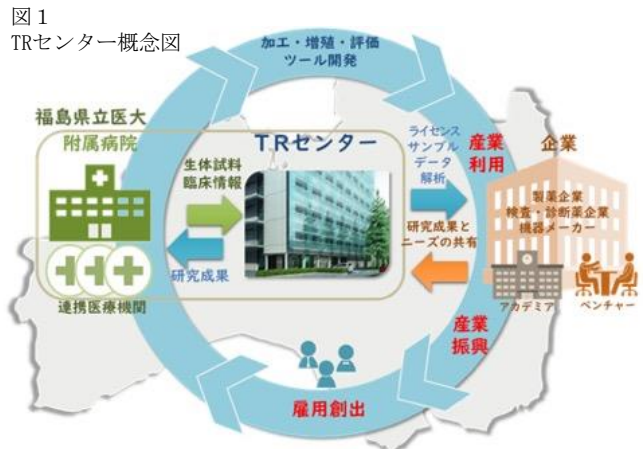 図1
TRセンター概念図
加工・増殖・評価
ツール開発
福島県立医大
附属病院
連携医療機関
生体試料
臨床情報
研究成果
TRセンター
ライセンス
サンプル
データ
解析
研究成果と
ニーズの共有
産業
利用
企業
製薬企業
検査・診断薬企業
機器メーカー
アカデミア
ベンチャー
産業
振興
雇用創出